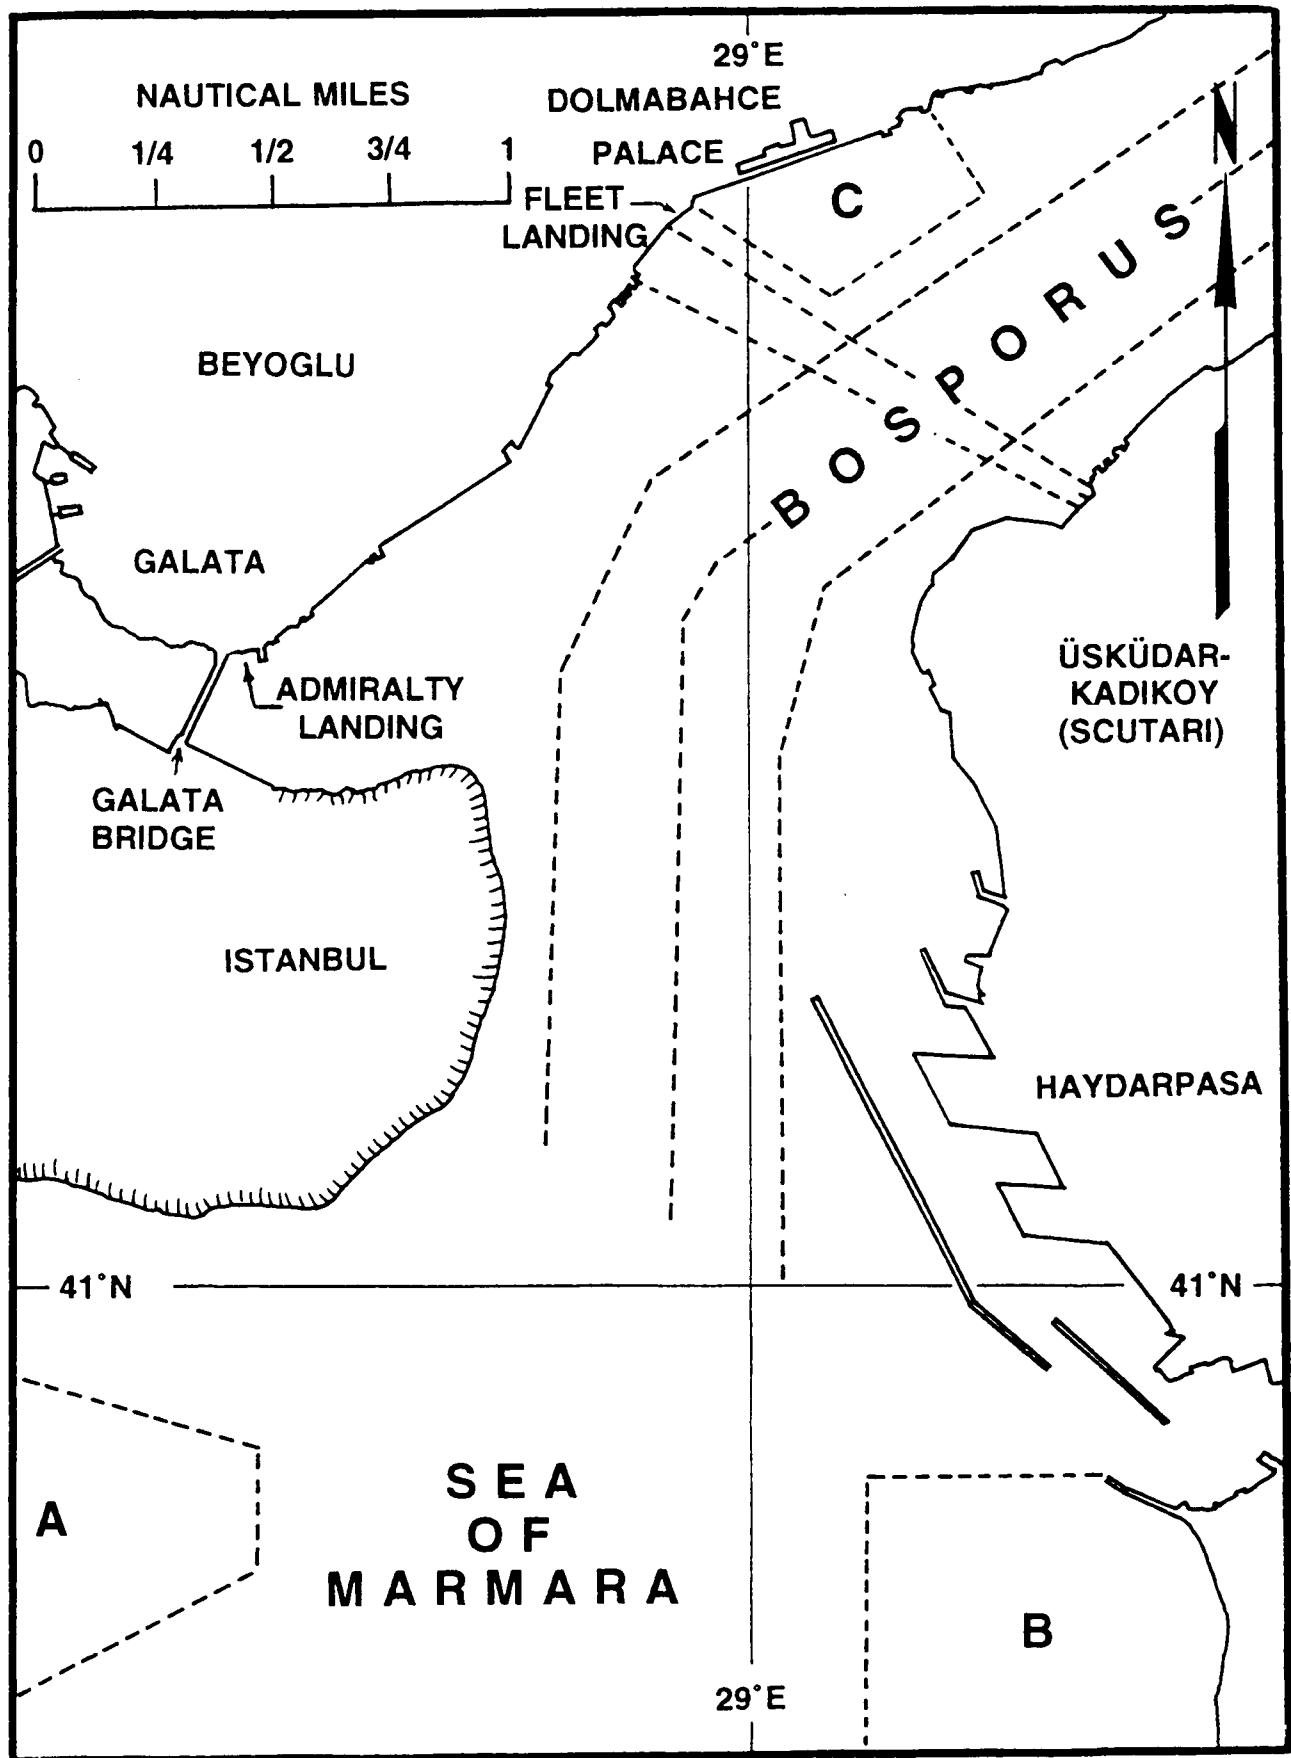 29°E
NAUTICAL MILES
0 1/4 1/2 3/4 1
DOLMABAHCE
PALACE
FLEET
LANDING
C
N
BOSPORUS
BEYOGLU
GALATA
ADMIRALTY
LANDING
GALATA
BRIDGE
ÜSKÜDAR-
KADIKOY
(SCUTARI)
ISTANBUL
HAYDARPASA
41°N
41°N
A
SEA
OF
MARMARA
B
29°E